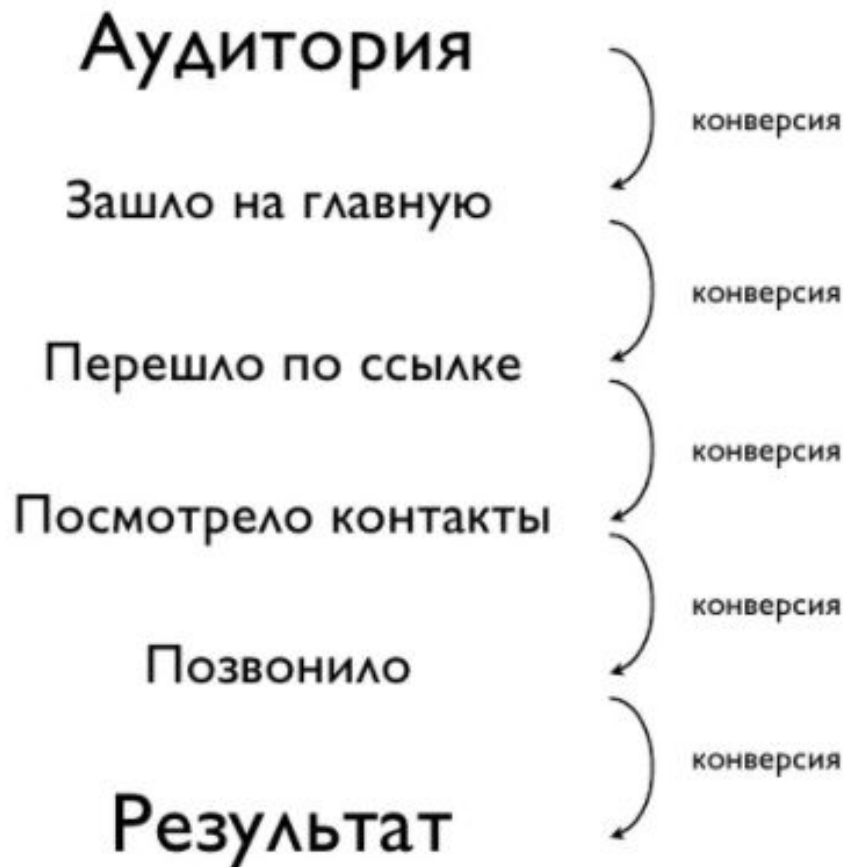 Аудитория
конверсия
Зашло на главную
конверсия
Перешло по ссылке
конверсия
Посмотрело контакты
конверсия
Позвонило
конверсия
Результат